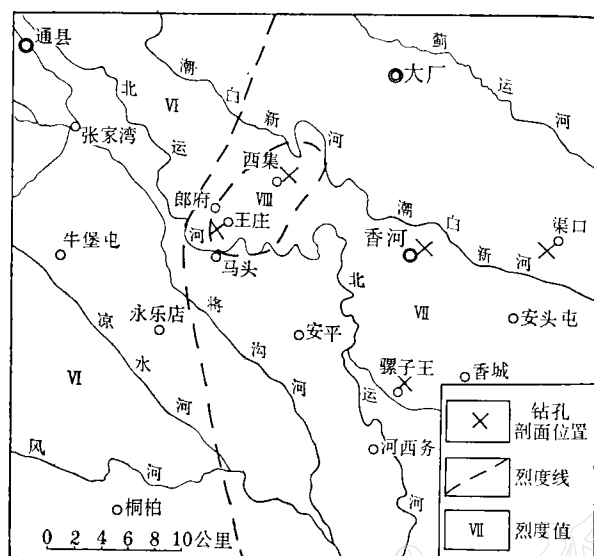 通县
蓟运河
大厂
潮白新河
北运河
Ⅵ
张家湾
西集
郎府
Ⅷ
王庄
马头
渠口
香河
潮白新河
牛堡屯
永乐店
将沟河
安平
北运河
Ⅶ
安头屯
凉水河
Ⅵ
骡子王
香城
河西务
风河
桐柏
0 2 4 6 8 10公里
钻孔
剖面位置
烈度线
Ⅶ 烈度值